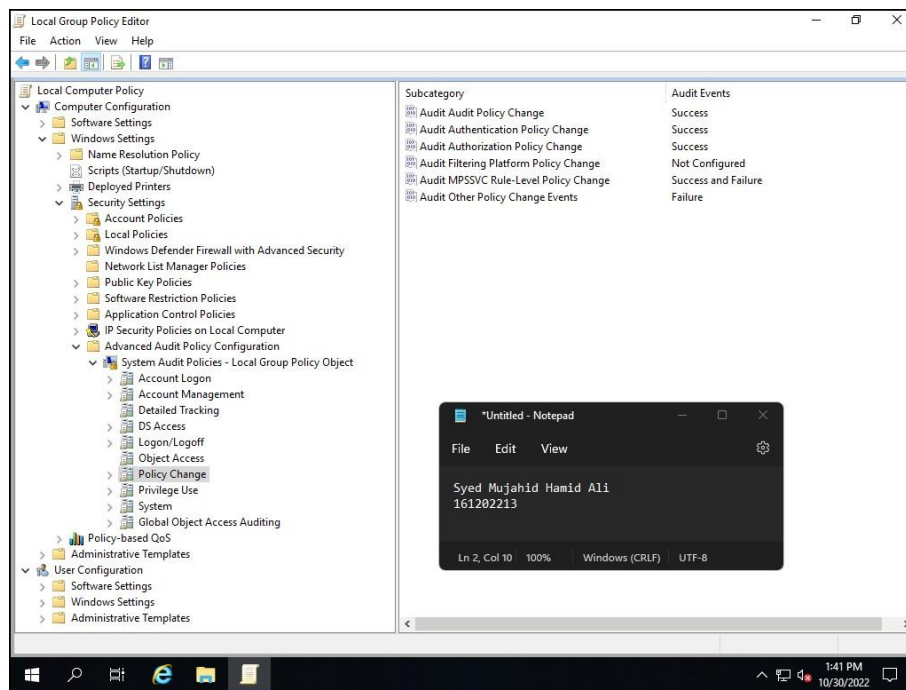 Local Group Policy Editor
File Action View Help
Local Computer Policy
Computer Configuration
Software Settings
Windows Settings
Name Resolution Policy
Scripts (Startup/Shutdown)
Deployed Printers
Security Settings
Account Policies
Local Policies
Windows Defender Firewall with Advanced Security
Network List Manager Policies
Public Key Policies
Software Restriction Policies
Application Control Policies
IP Security Policies on Local Computer
Advanced Audit Policy Configuration
System Audit Policies - Local Group Policy Object
Account Logon
Account Management
Detailed Tracking
DS Access
Logon/Logoff
Object Access
Policy Change
Privilege Use
System
Global Object Access Auditing
Policy-based QoS
Administrative Templates
User Configuration
Software Settings
Windows Settings
Administrative Templates
Subcategory Audit Events
Audit Audit Policy Change Success
Audit Authentication Policy Change Success
Audit Authorization Policy Change Success
Audit Filtering Platform Policy Change Not Configured
Audit MPSSVC Rule-Level Policy Change Success and Failure
Audit Other Policy Change Events Failure
*Untitled - Notepad
File Edit View
Syed Mujahid Hamid Ali
161202213
Ln 2, Col 10 100% Windows (CRLF) UTF-8
1:41 PM
10/30/2022